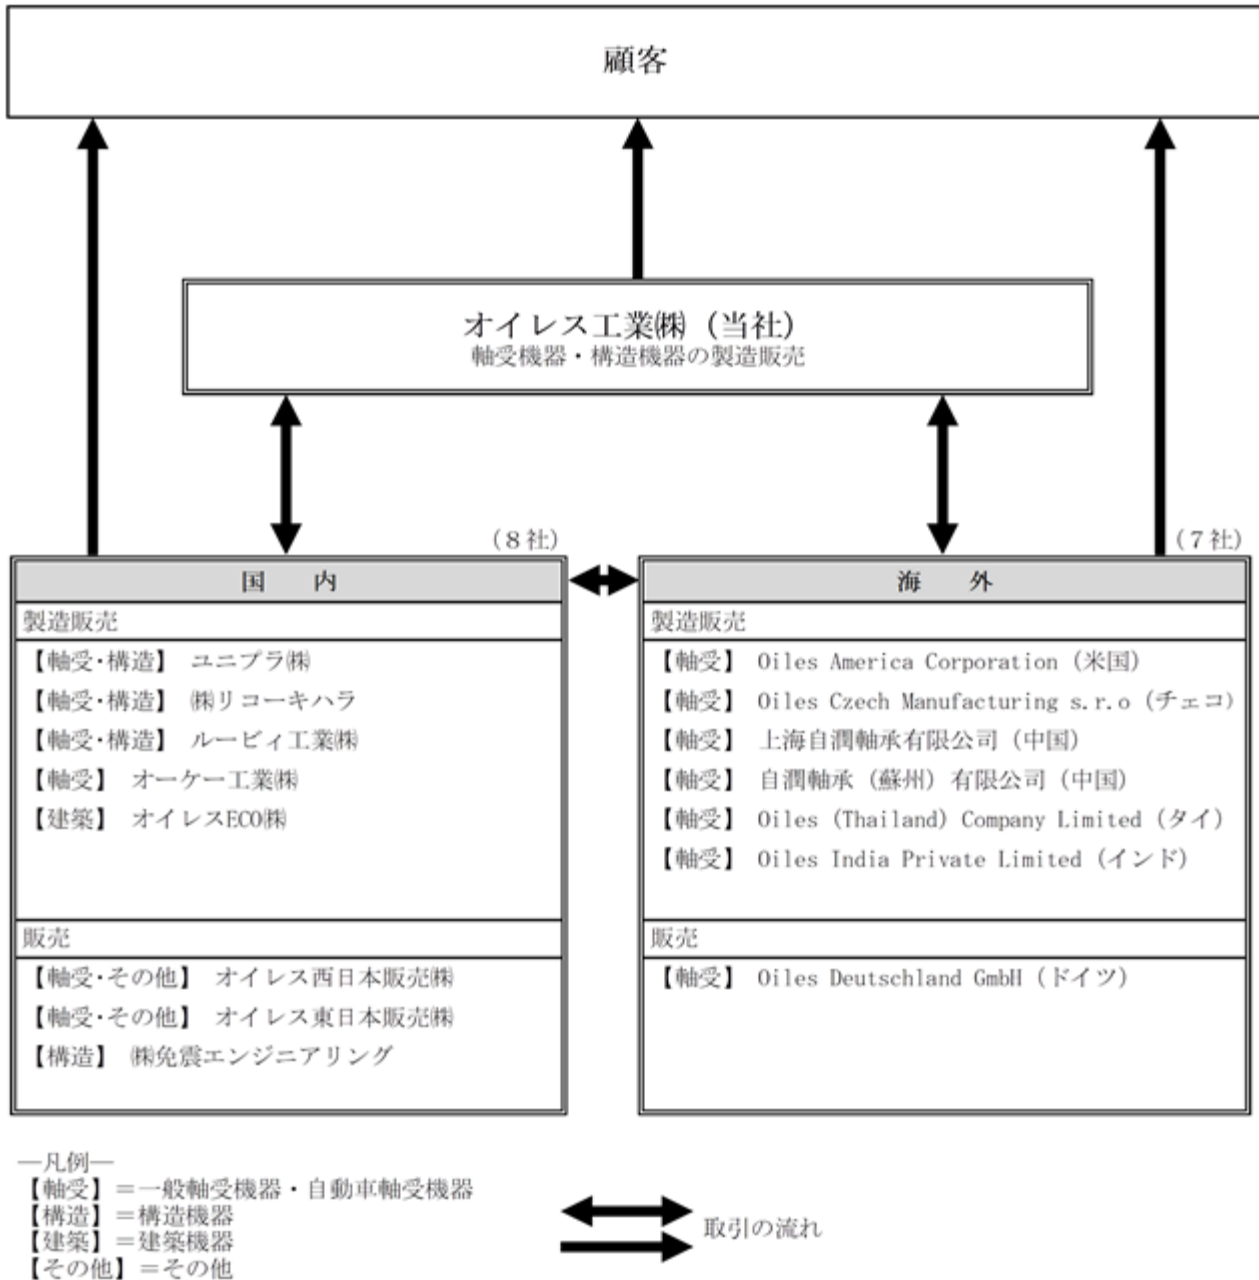 顧客
オイレス工業㈱(当社)
軸受機器・構造機器の製造販売
(8社)
国　内
製造販売
【軸受・構造】 ユニプラ㈱
【軸受・構造】 ㈱リコーキハラ
【軸受・構造】 ルービィ工業㈱
【軸受】 オーケー工業㈱
【建築】 オイレスECO㈱
販売
【軸受・その他】 オイレス西日本販売㈱
【軸受・その他】 オイレス東日本販売㈱
【構造】 ㈱免震エンジニアリング
(7社)
海　外
製造販売
【軸受】 Oiles America Corporation (米国)
【軸受】 Oiles Czech Manufacturing s.r.o (チェコ)
【軸受】 上海自潤軸承有限公司 (中国)
【軸受】 自潤軸承 (蘇州) 有限公司 (中国)
【軸受】 Oiles (Thailand) Company Limited (タイ)
【軸受】 Oiles India Private Limited (インド)
販売
【軸受】 Oiles Deutschland GmbH (ドイツ)
―凡例―
【軸受】＝一般軸受機器・自動車軸受機器
【構造】＝構造機器
【建築】＝建築機器
【その他】＝その他
取引の流れ